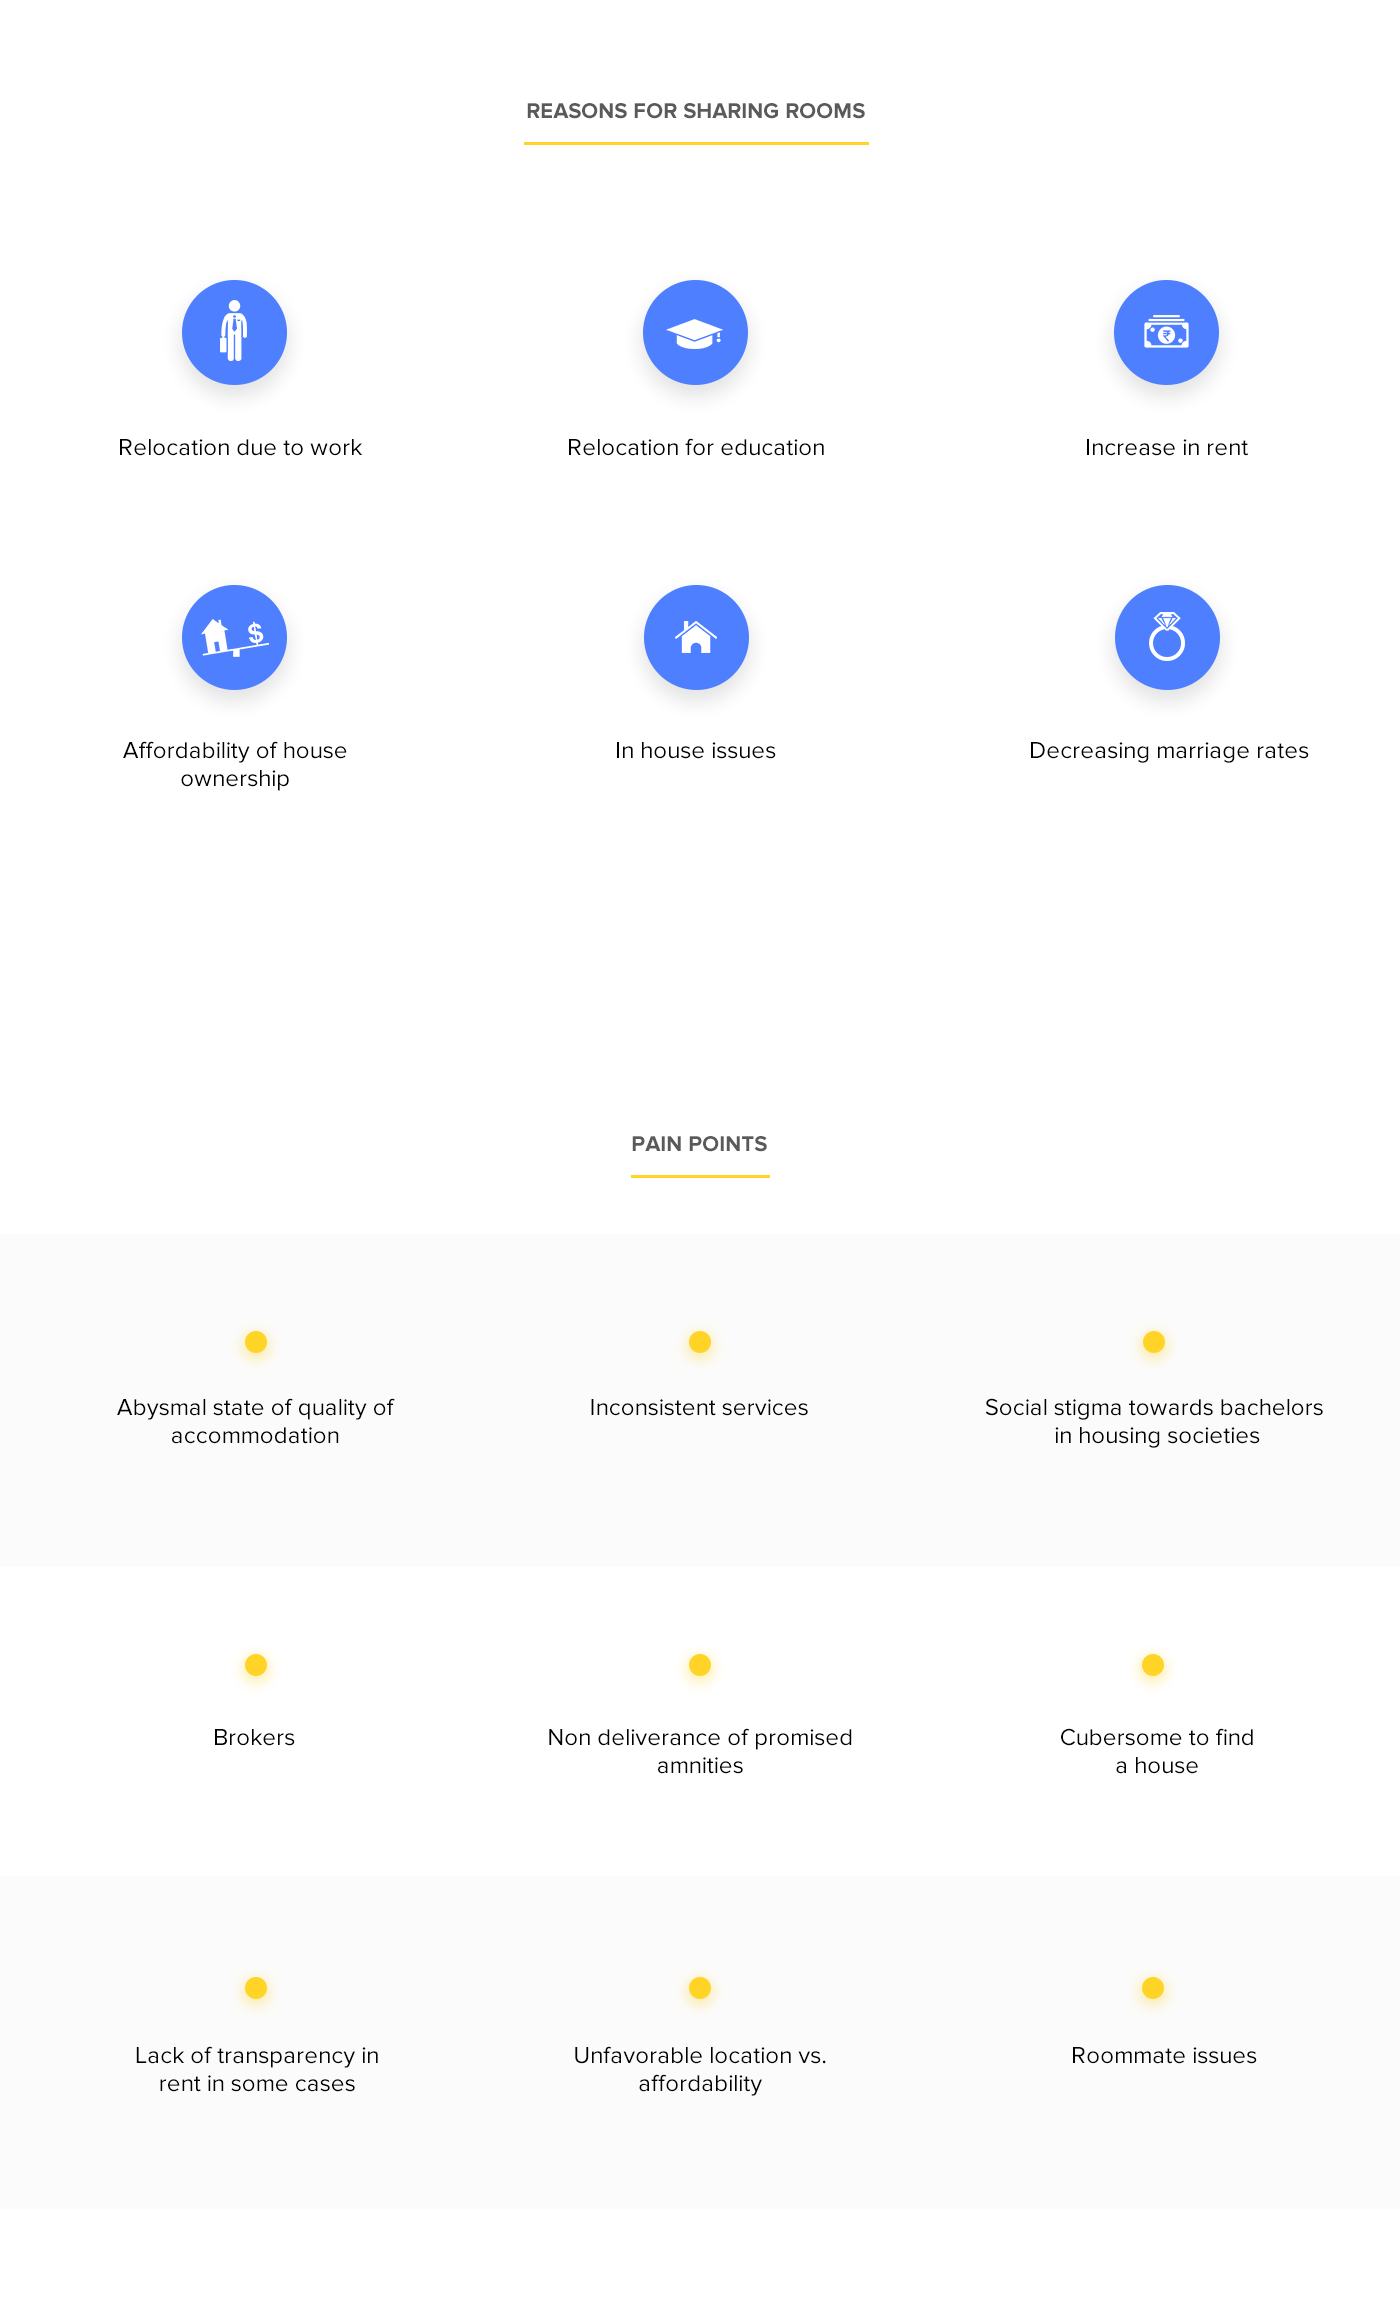 REASONS FOR SHARING ROOMS
Relocation due to work
Relocation for education
Increase in rent
$
₹
Affordability of house
ownership
In house issues
Decreasing marriage rates
PAIN POINTS
Abysmal state of quality of
accommodation
Inconsistent services
Social stigma towards bachelors
in housing societies
Brokers
Non deliverance of promised
amnities
Cubersome to find
a house
Lack of transparency in
rent in some cases
Unfavorable location vs.
affordability
Roommate issues